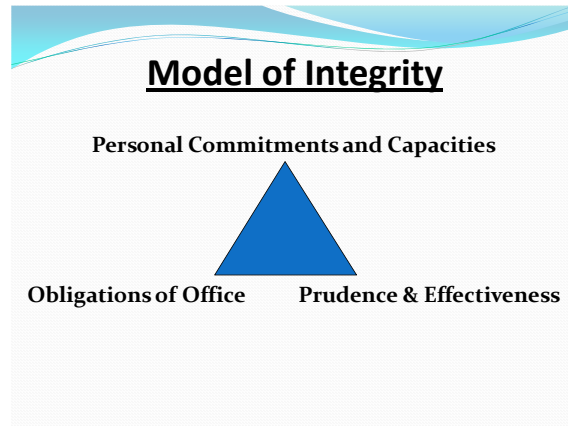 Model of Integrity
Personal Commitments and Capacities
Obligations of Office
Prudence & Effectiveness